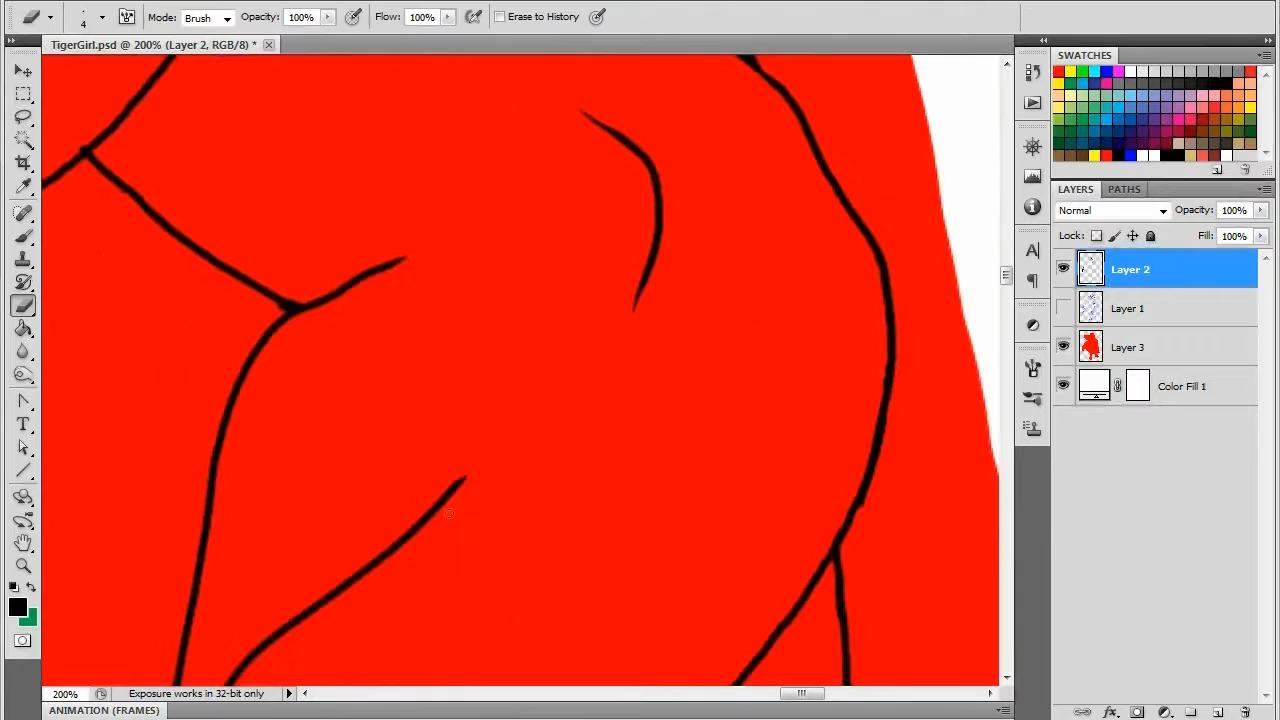 4 Mode: Brush Opacity: 100% Flow: 100% Erase to History
TigerGirl.psd @ 200% (Layer 2, RGB/8) *
SWATCHES
LAYERS PATHS
Normal Opacity: 100%
Lock: Fill: 100%
Layer 2
Layer 1
Layer 3
Color Fill 1
200% Exposure works in 32-bit only
ANIMATION (FRAMES)